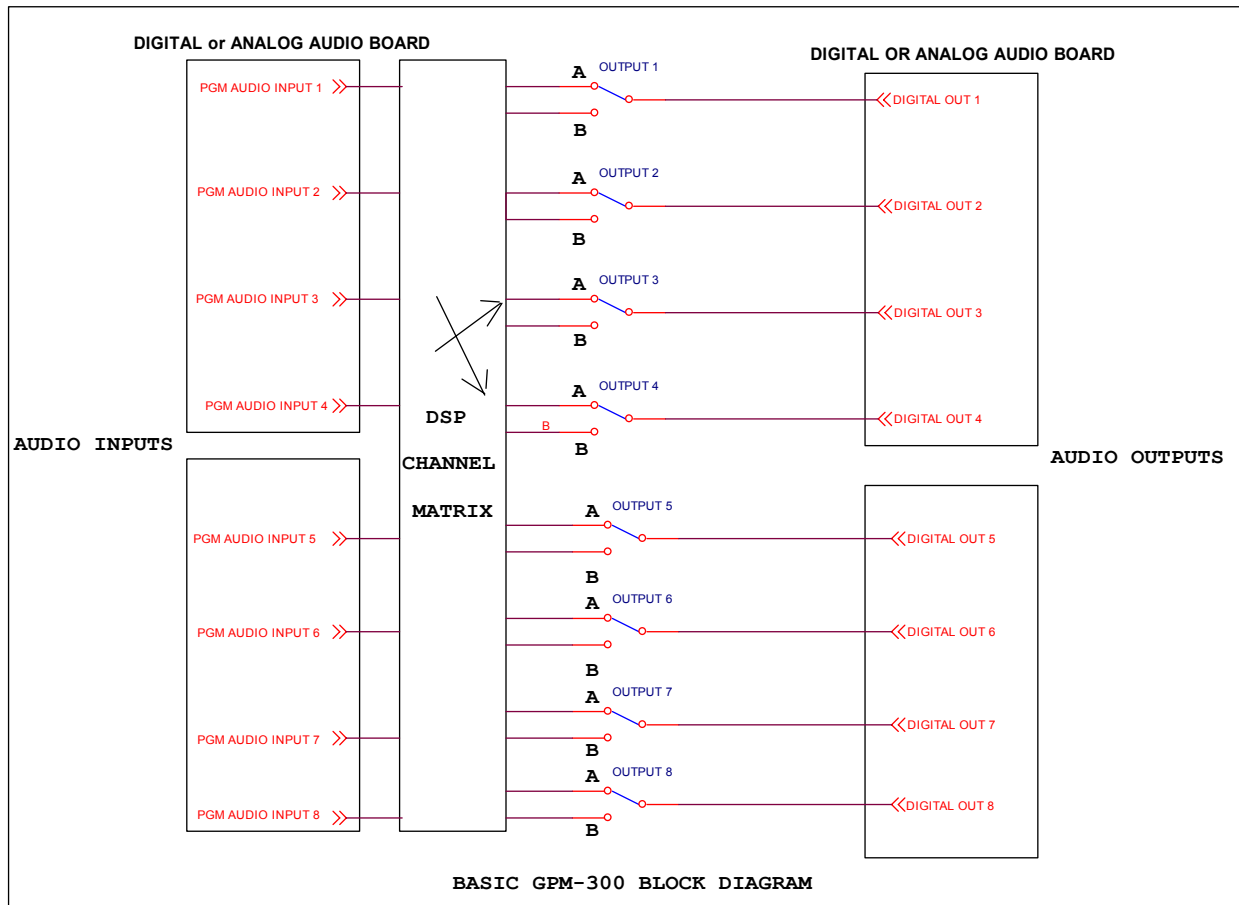 DIGITAL or ANALOG AUDIO BOARD
DIGITAL OR ANALOG AUDIO BOARD
PGM AUDIO INPUT 1
A
OUTPUT 1
B
DIGITAL OUT 1
PGM AUDIO INPUT 2
A
OUTPUT 2
B
DIGITAL OUT 2
PGM AUDIO INPUT 3
A
OUTPUT 3
B
DIGITAL OUT 3
PGM AUDIO INPUT 4
A
OUTPUT 4
B
B
DIGITAL OUT 4
DSP
CHANNEL
MATRIX
AUDIO INPUTS
AUDIO OUTPUTS
PGM AUDIO INPUT 5
A
OUTPUT 5
B
DIGITAL OUT 5
PGM AUDIO INPUT 6
A
OUTPUT 6
B
DIGITAL OUT 6
PGM AUDIO INPUT 7
A
OUTPUT 7
B
DIGITAL OUT 7
PGM AUDIO INPUT 8
A
OUTPUT 8
B
DIGITAL OUT 8
BASIC GPM-300 BLOCK DIAGRAM